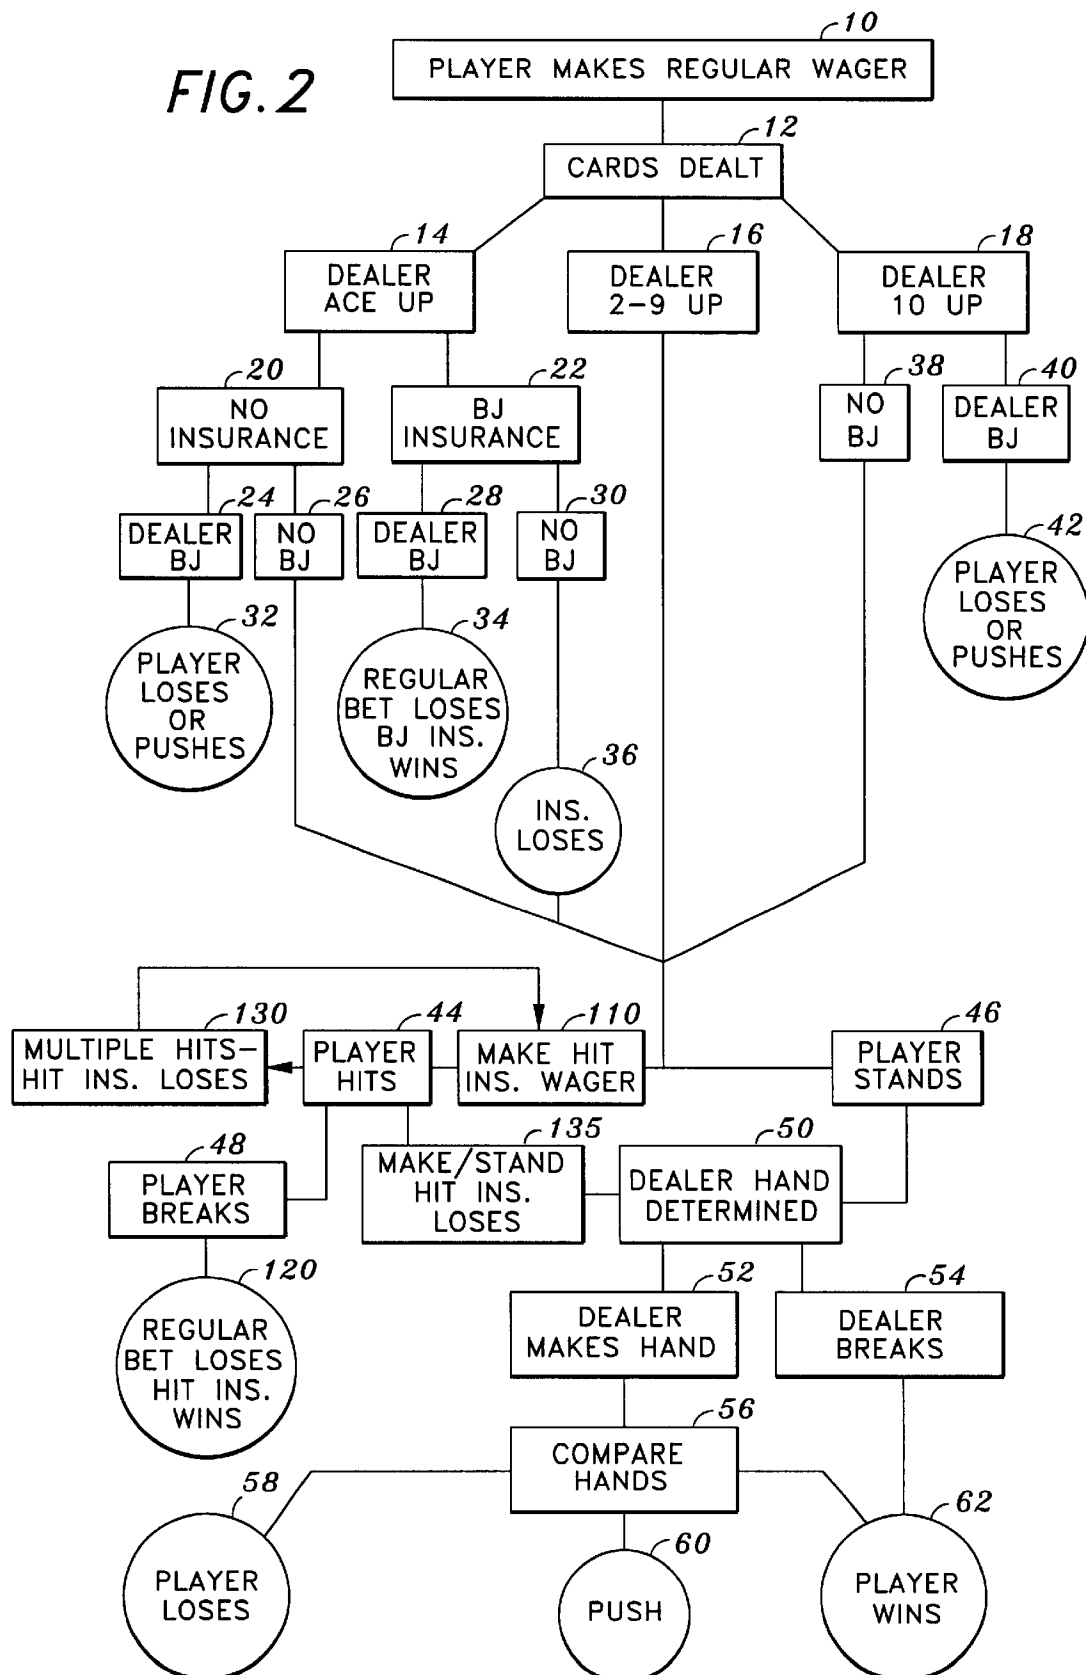 FIG. 2
10
PLAYER MAKES REGULAR WAGER
12
CARDS DEALT
14
DEALER
ACE UP
16
DEALER
2-9 UP
18
DEALER
10 UP
20
NO
INSURANCE
22
BJ
INSURANCE
38
NO
BJ
40
DEALER
BJ
24
DEALER
BJ
26
NO
BJ
28
DEALER
BJ
30
NO
BJ
42
PLAYER
LOSES
OR
PUSHES
32
PLAYER
LOSES
OR
PUSHES
34
REGULAR
BET LOSES
BJ INS.
WINS
36
INS.
LOSES
130
MULTIPLE HITS-
HIT INS. LOSES
44
PLAYER
HITS
110
MAKE HIT
INS. WAGER
46
PLAYER
STANDS
48
PLAYER
BREAKS
135
MAKE/STAND
HIT INS.
LOSES
50
DEALER HAND
DETERMINED
120
REGULAR
BET LOSES
HIT INS.
WINS
52
DEALER
MAKES HAND
54
DEALER
BREAKS
56
COMPARE
HANDS
58
PLAYER
LOSES
60
PUSH
62
PLAYER
WINS